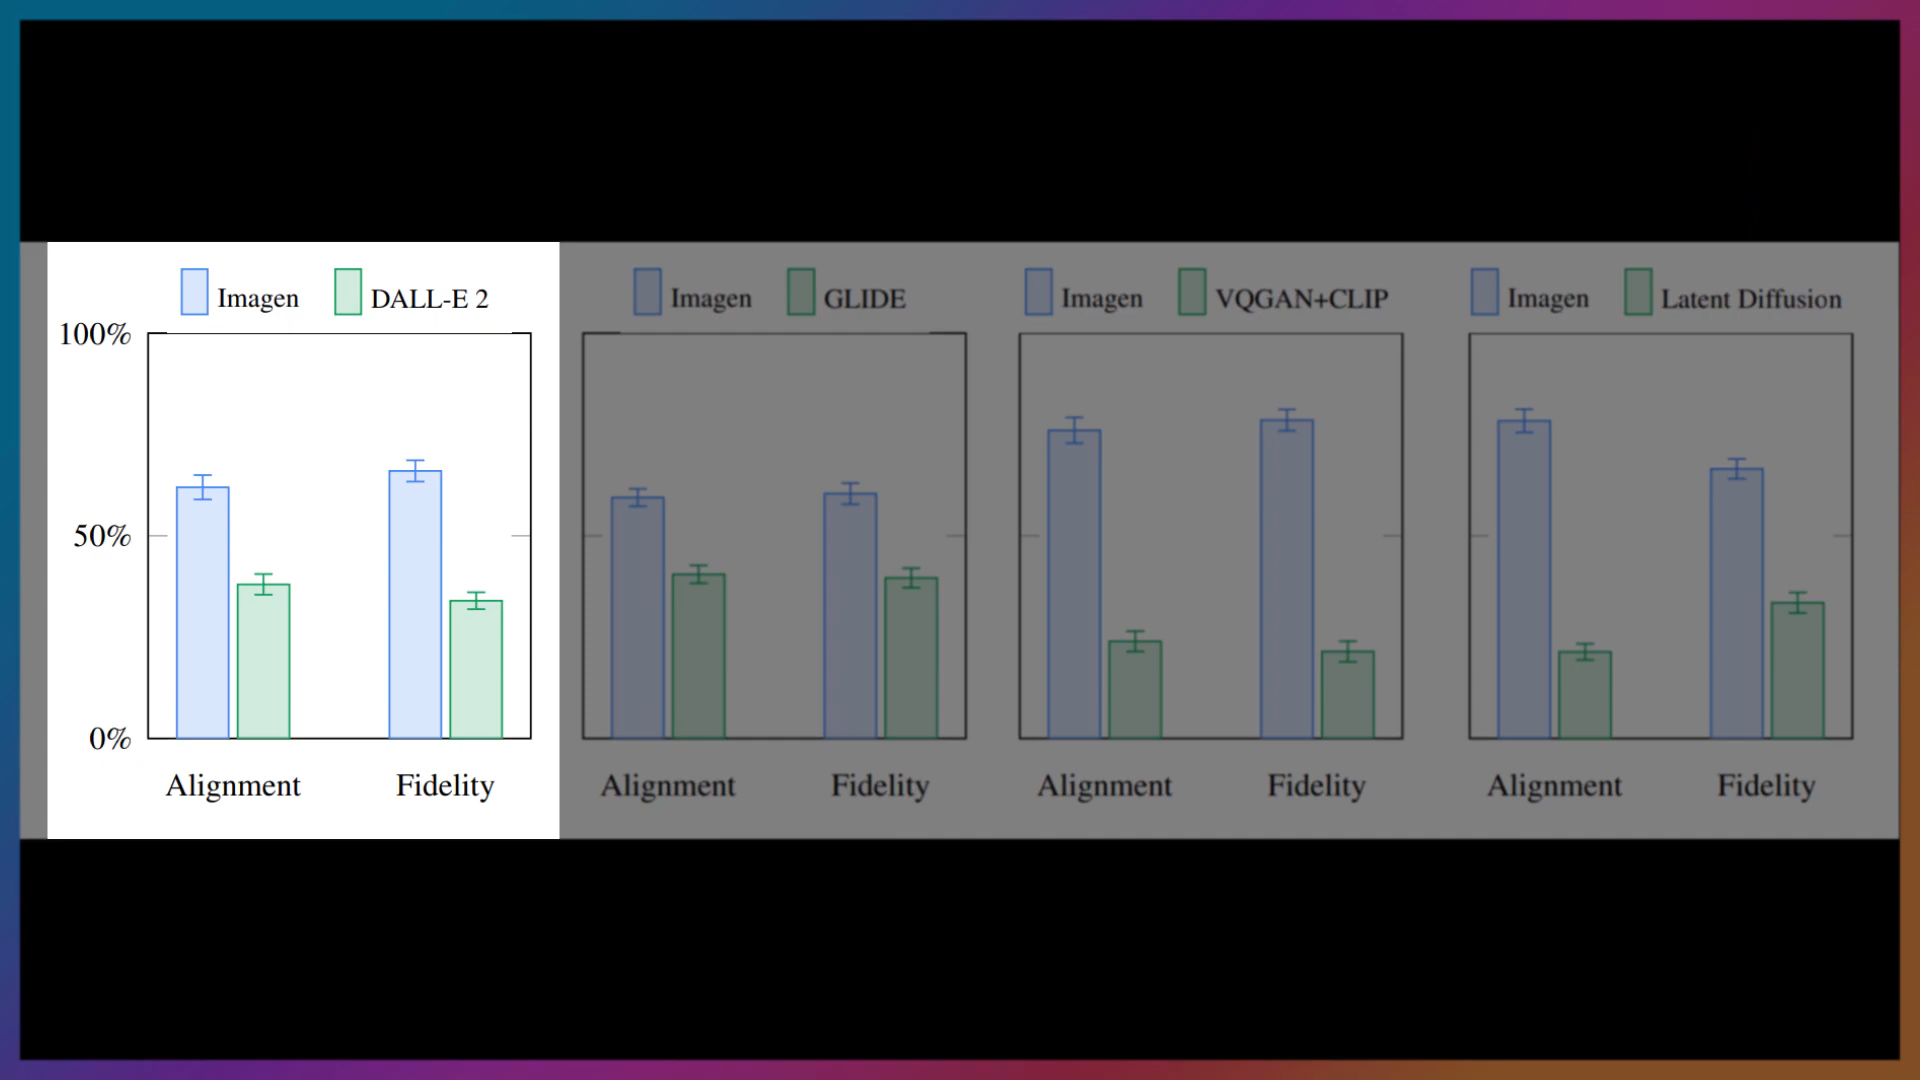 Imagen DALL-E 2
100%
50%
0%
Alignment Fidelity
Imagen GLIDE
Alignment Fidelity
Imagen VQGAN+CLIP
Alignment Fidelity
Imagen Latent Diffusion
Alignment Fidelity